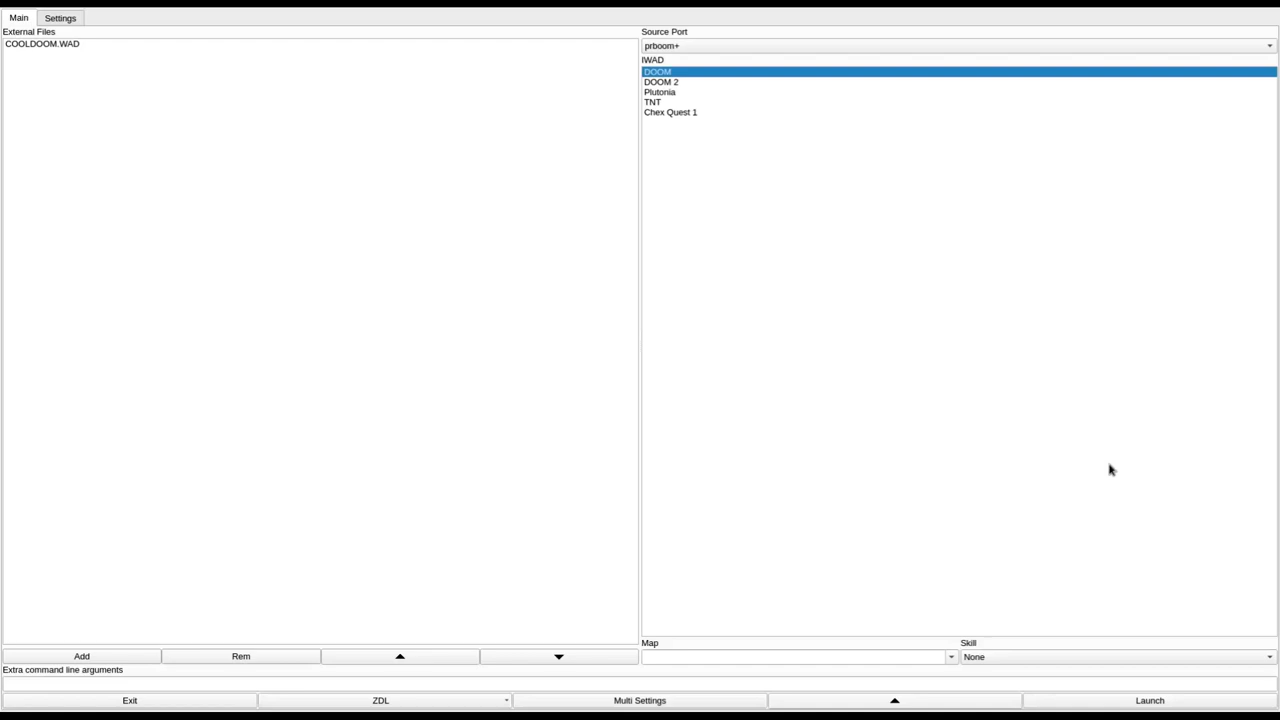 Main Settings
External Files
COOLDOOM.WAD
Source Port
prboom+
IWAD
DOOM
DOOM 2
Plutonia
TNT
Chex Quest 1
Map Skill
None
Add Rem
Extra command line arguments
Exit ZDL Multi Settings Launch